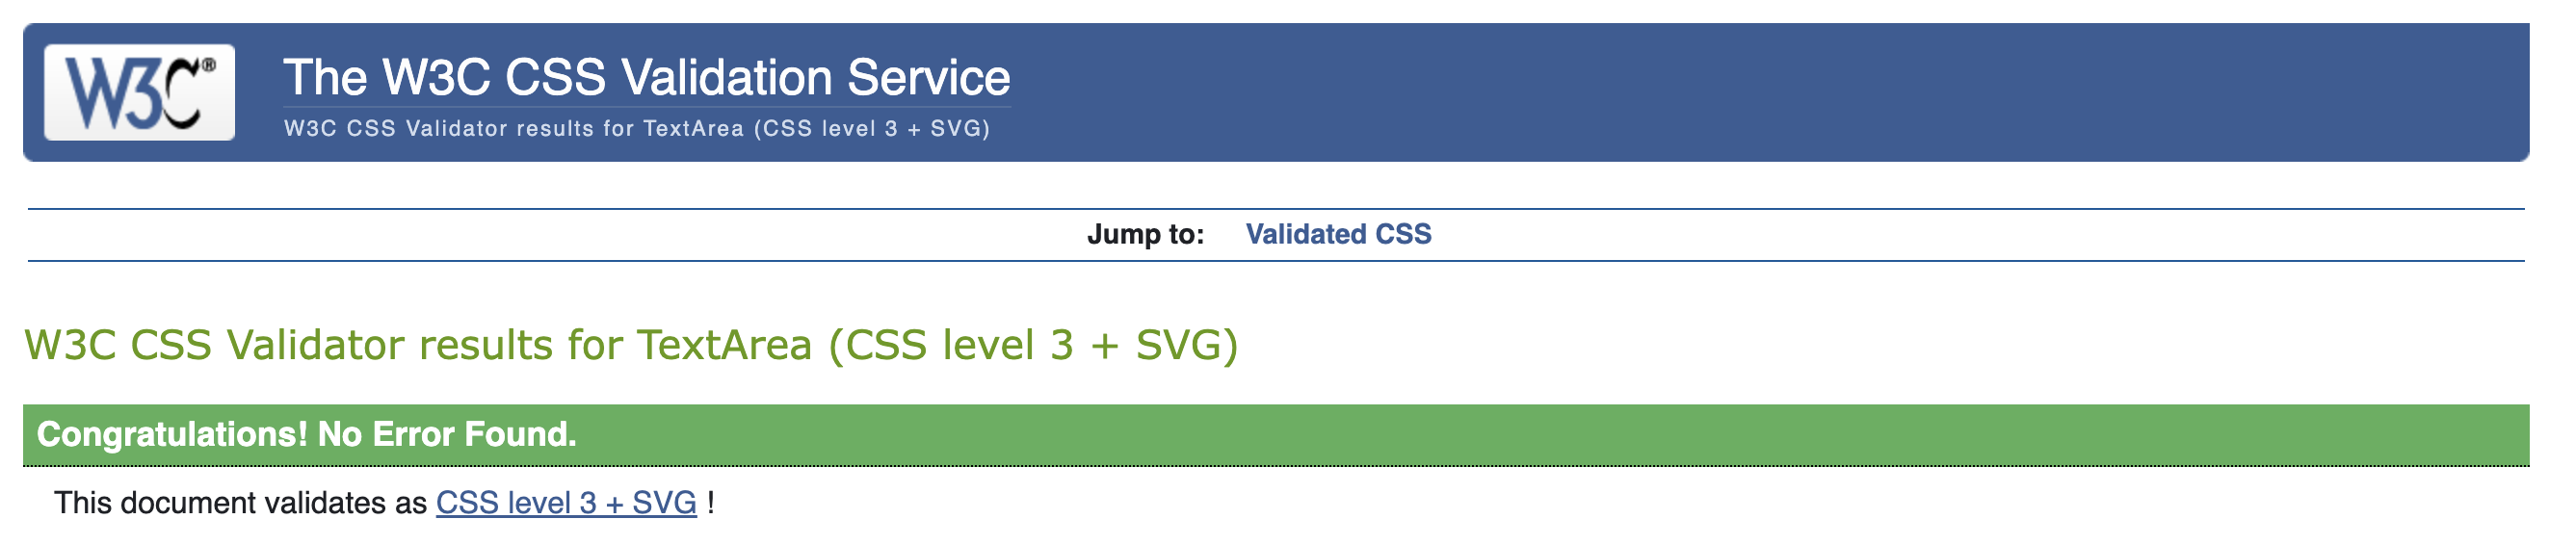 W3C®
The W3C CSS Validation Service
W3C CSS Validator results for TextArea (CSS level 3 + SVG)
Jump to: Validated CSS
W3C CSS Validator results for TextArea (CSS level 3 + SVG)
Congratulations! No Error Found.
This document validates as CSS level 3 + SVG !